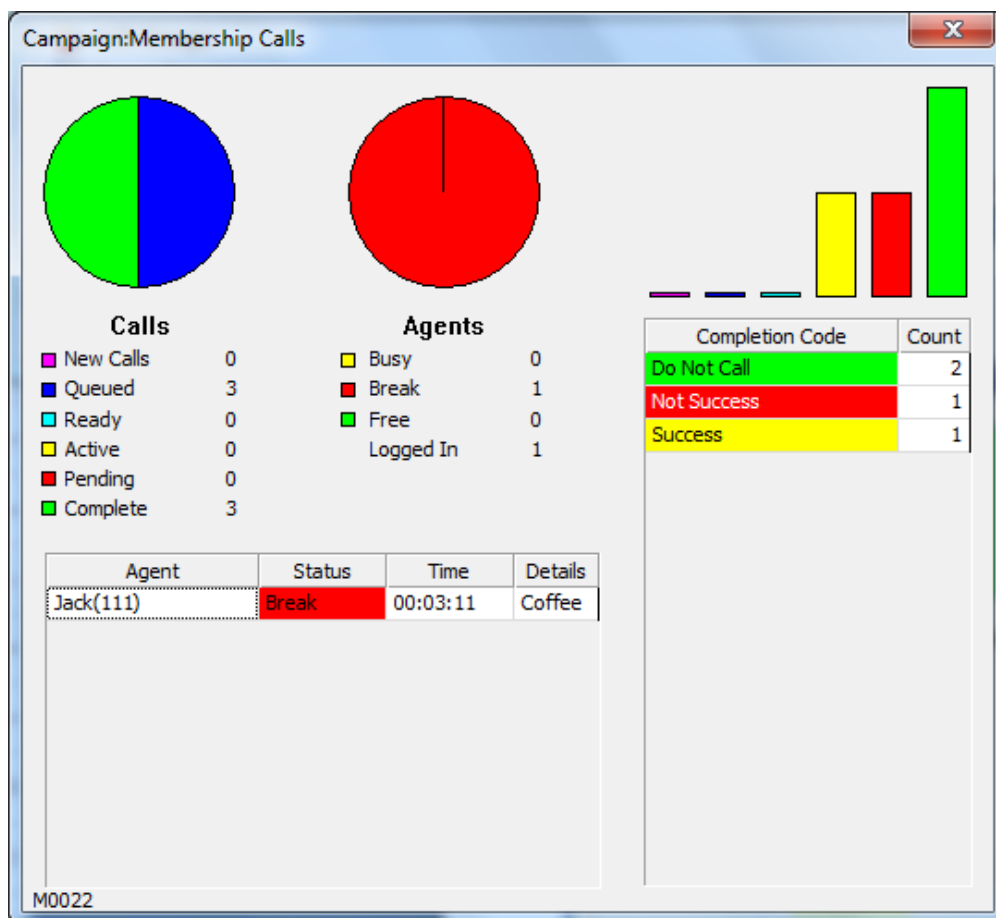 Campaign:Membership Calls
Calls
New Calls 0
Queued 3
Ready 0
Active 0
Pending 0
Complete 3
Agents
Busy 0
Break 1
Free 0
Logged In 1
Completion Code Count
Do Not Call 2
Not Success 1
Success 1
Agent Status Time Details
Jack(111) Break 00:03:11 Coffee
M0022